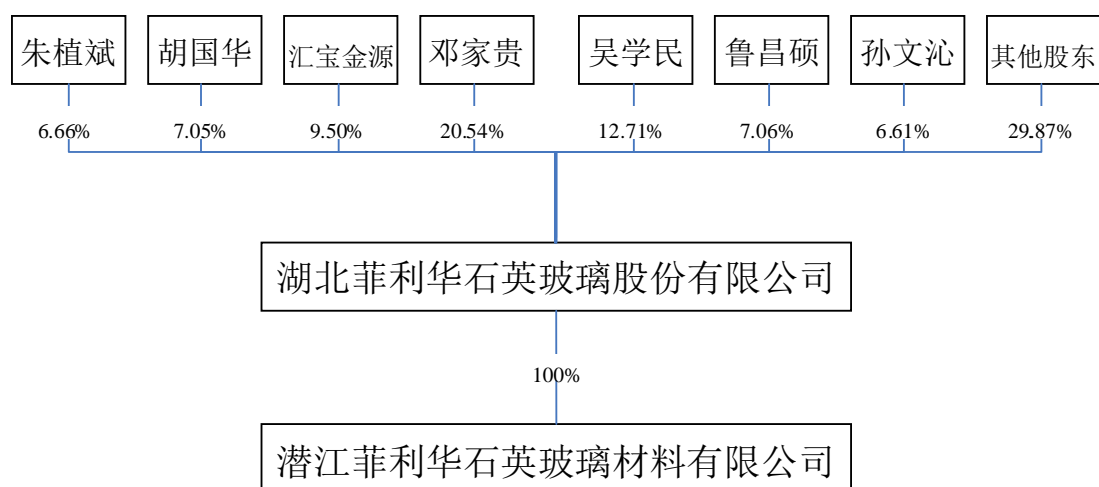 朱植斌 胡国华 汇宝金源 邓家贵 吴学民 鲁昌硕 孙文沁 其他股东
6.66% 7.05% 9.50% 20.54% 12.71% 7.06% 6.61% 29.87%
湖北菲利华石英玻璃股份有限公司
100%
潜江菲利华石英玻璃材料有限公司